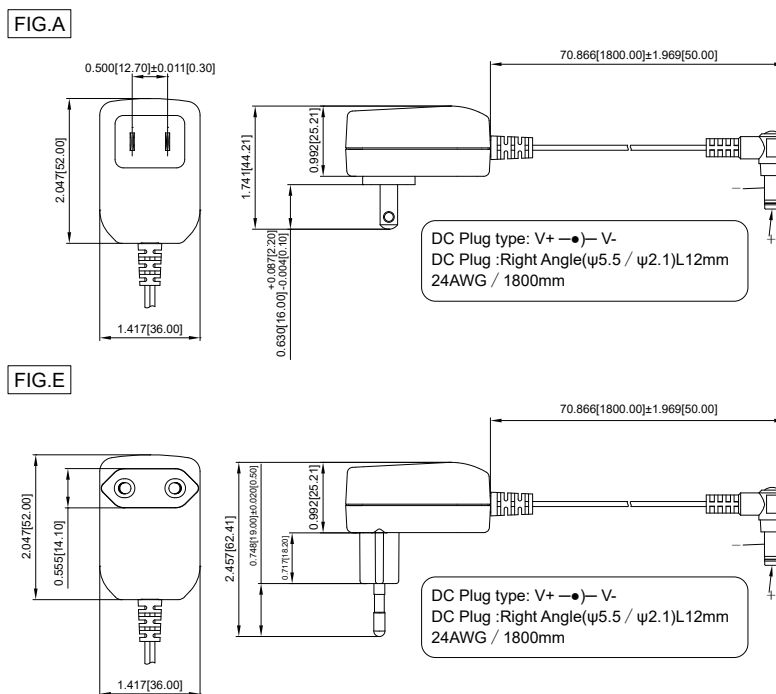 FIG.A
0.500[12.70]±0.011[0.30]
2.047[52.00]
1.417[36.00]
1.741[44.21]
0.992[25.21]
+0.087[2.20]
0.630[16.00]-0.004[0.10]
70.866[1800.00]±1.969[50.00]
—
+
DC Plug type: V+ —●)— V-
DC Plug :Right Angle(ψ5.5 / ψ2.1)L12mm
24AWG / 1800mm
FIG.E
2.047[52.00]
0.555[14.10]
1.417[36.00]
2.457[62.41]
0.748[19.00]±0.020[0.50]
0.717[18.20]
0.992[25.21]
70.866[1800.00]±1.969[50.00]
—
+
DC Plug type: V+ —●)— V-
DC Plug :Right Angle(ψ5.5 / ψ2.1)L12mm
24AWG / 1800mm